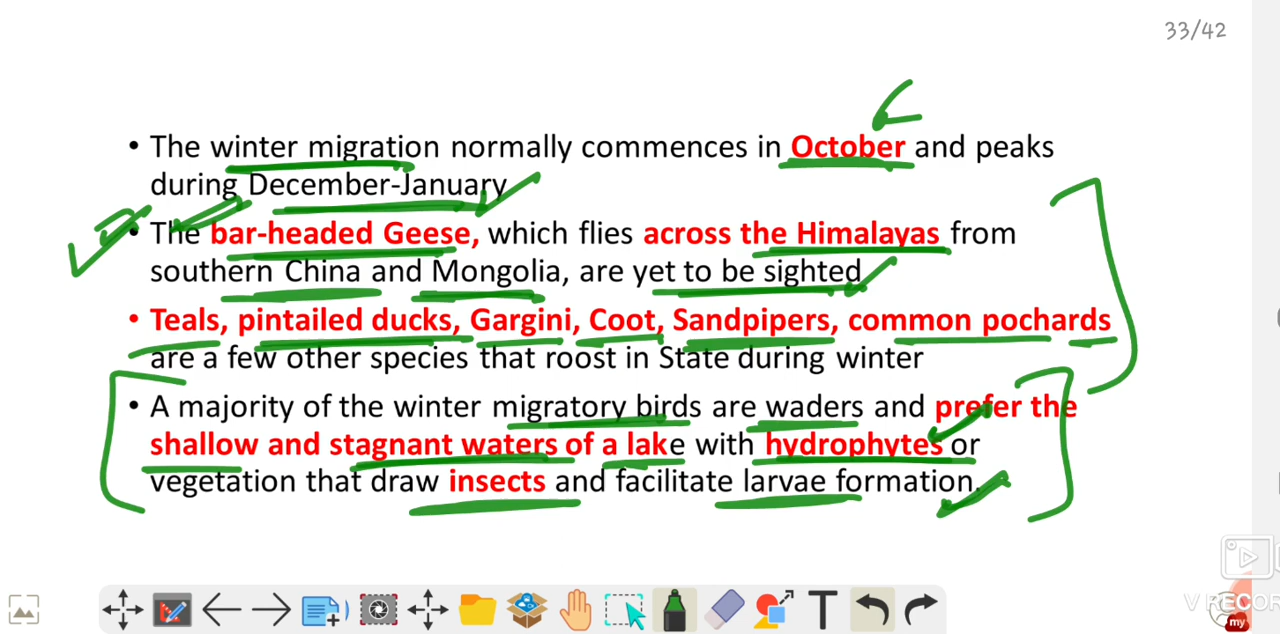 33/42
• The winter migration normally commences in October and peaks
during December-January
• The bar-headed Geese, which flies across the Himalayas from
southern China and Mongolia, are yet to be sighted
• Teals, pintailed ducks, Gargini, Coot, Sandpipers, common pochards
are a few other species that roost in State during winter
• A majority of the winter migratory birds are waders and prefer the
shallow and stagnant waters of a lake with hydrophytes or
vegetation that draw insects and facilitate larvae formation.
V RECOR
my